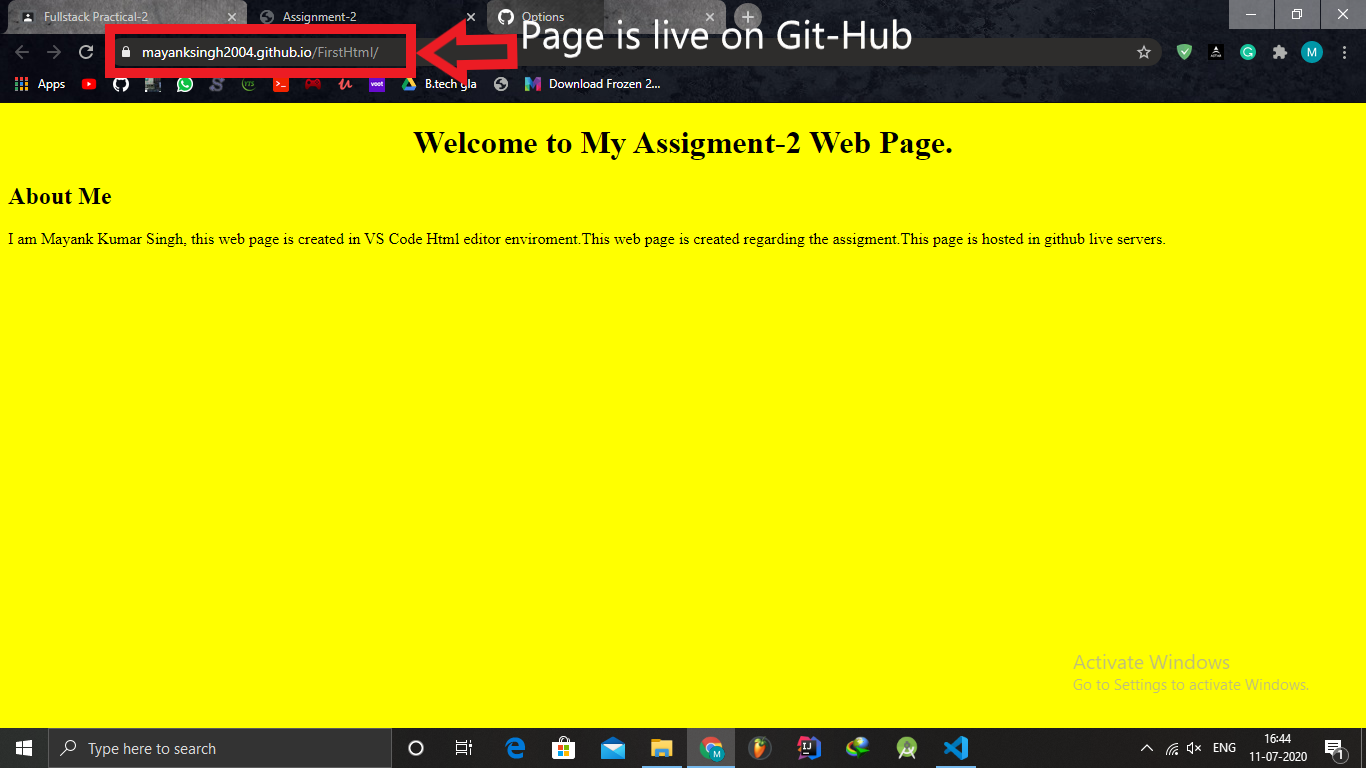 Fullstack Practical-2
Assignment-2
Options
Page is live on Git-Hub
mayanksingh2004.github.io/FirstHtml/
M
Apps
voot
B.tech gla
Download Frozen 2...
Welcome to My Assigment-2 Web Page.
About Me
I am Mayank Kumar Singh, this web page is created in VS Code Html editor enviroment.This web page is created regarding the assigment.This page is hosted in github live servers.
Activate Windows
Go to Settings to activate Windows.
Type here to search
M
ENG
16:44
11-07-2020
1